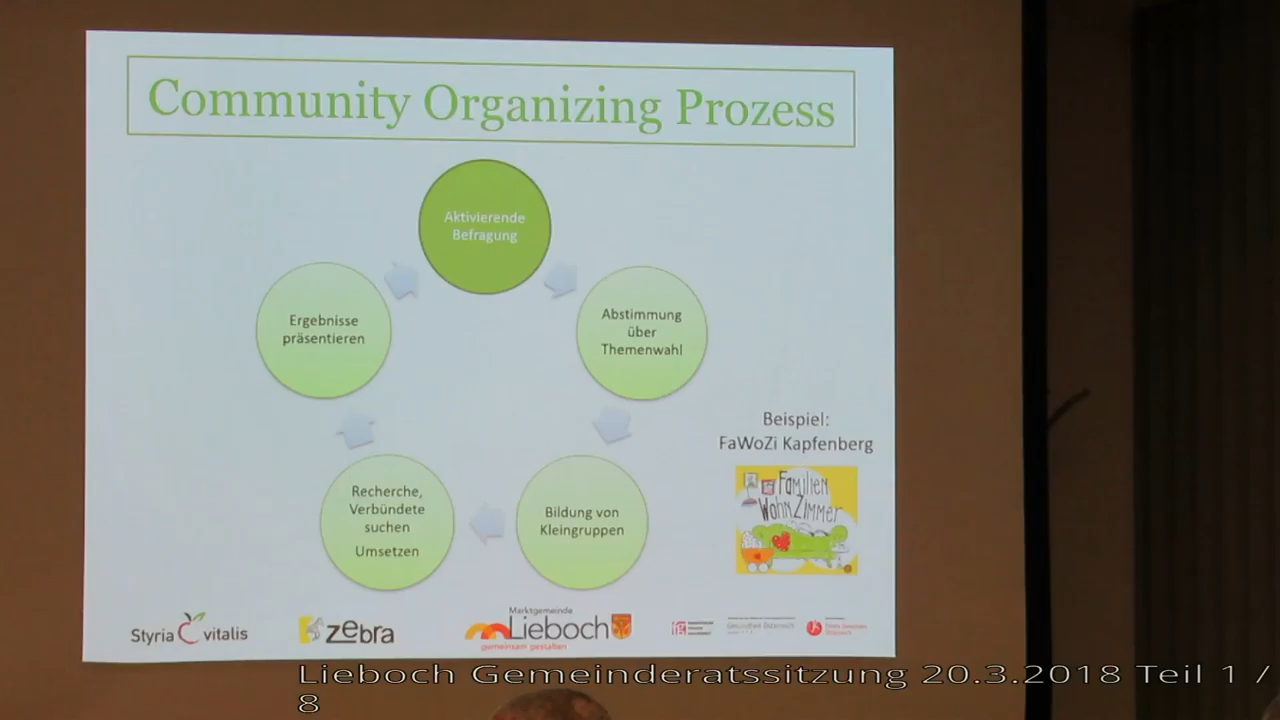 Community Organizing Prozess
Aktivierende
Befragung
Abstimmung
über
Themenwahl
Bildung von
Kleingruppen
Recherche,
Verbündete
suchen
Umsetzen
Ergebnisse
präsentieren
Beispiel:
FaWoZi Kapfenberg
Familien
WohnZimmer
Styria vitalis
zebra
Marktgemeinde
Lieboch
gemeinsam gestalten
Lieboch Gemeinderatssitzung 20.3.2018 Teil 1 /
8